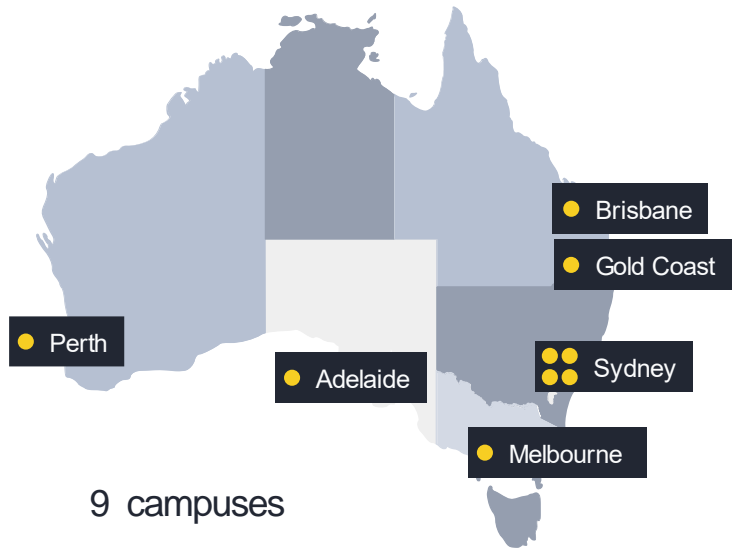 Brisbane
Gold Coast
Perth
Sydney
Adelaide
Melbourne
9 campuses